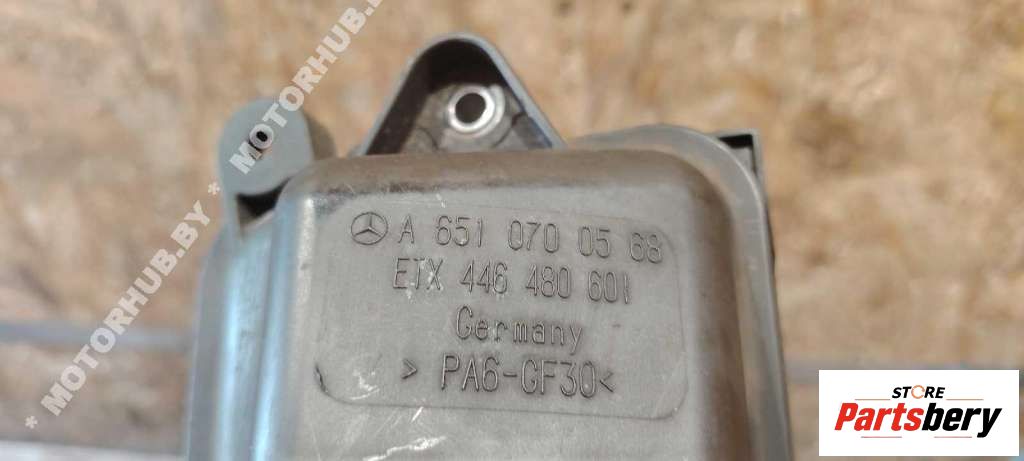 * MOTORHUB.BY * MOTORHUB.BY
A 651 070 05 68
ETX 446 480 601
Germany
> PA6-GF30<
STORE
Partsbery